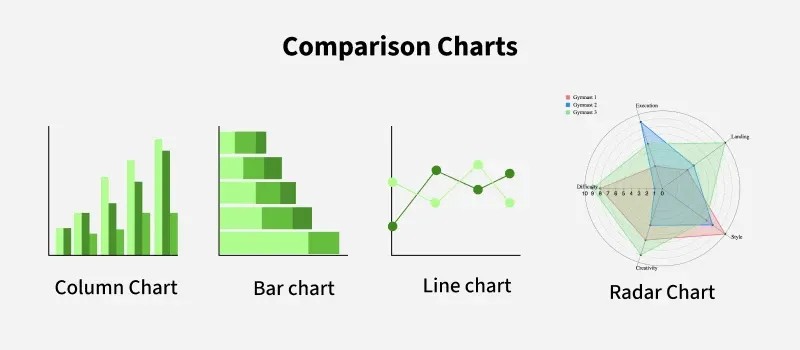 Comparison Charts
Gymnast 1
Gymnast 2
Gymnast 3
Execution
Landing
Difficulty
10 9 8 7 6 5 4 3 2 1 0
Style
Creativity
Column Chart
Bar chart
Line chart
Radar Chart